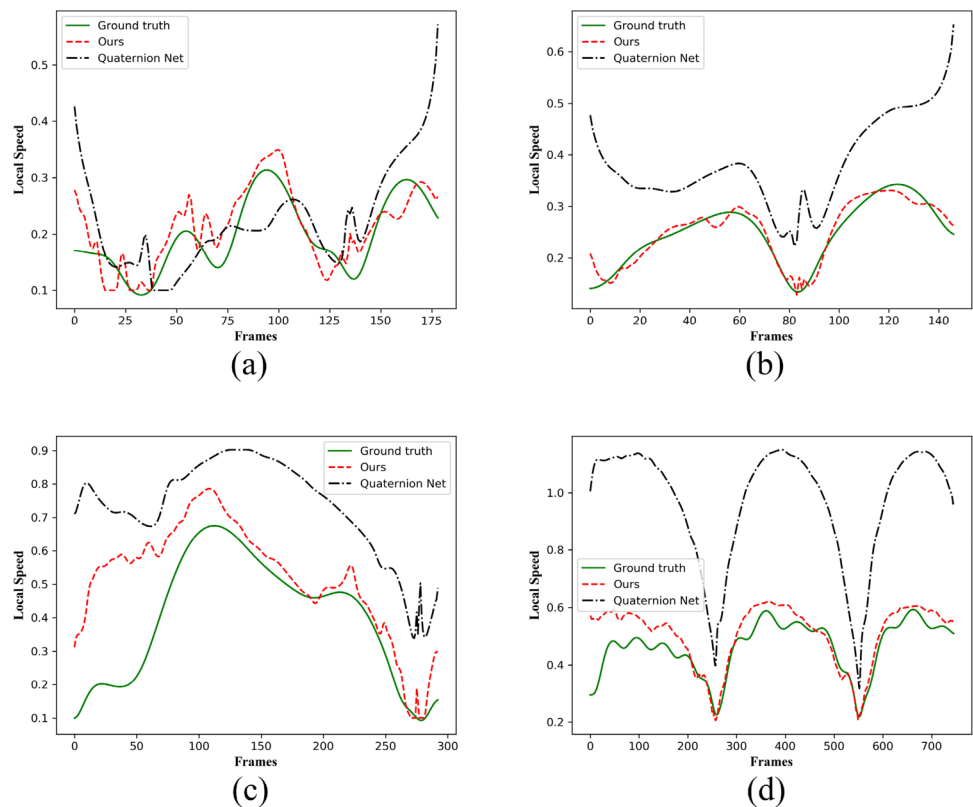 Ground truth
Ours
Quaternion Net
Local Speed
0.5
0.4
0.3
0.2
0.1
0 25 50 75 100 125 150 175
Frames
(a)
Ground truth
Ours
Quaternion Net
Local Speed
0.6
0.5
0.4
0.3
0.2
0 20 40 60 80 100 120 140
Frames
(b)
Ground truth
Ours
Quaternion Net
Local Speed
0.9
0.8
0.7
0.6
0.5
0.4
0.3
0.2
0.1
0 50 100 150 200 250 300
Frames
(c)
Ground truth
Ours
Quaternion Net
Local Speed
1.0
0.8
0.6
0.4
0.2
0 100 200 300 400 500 600 700
Frames
(d)